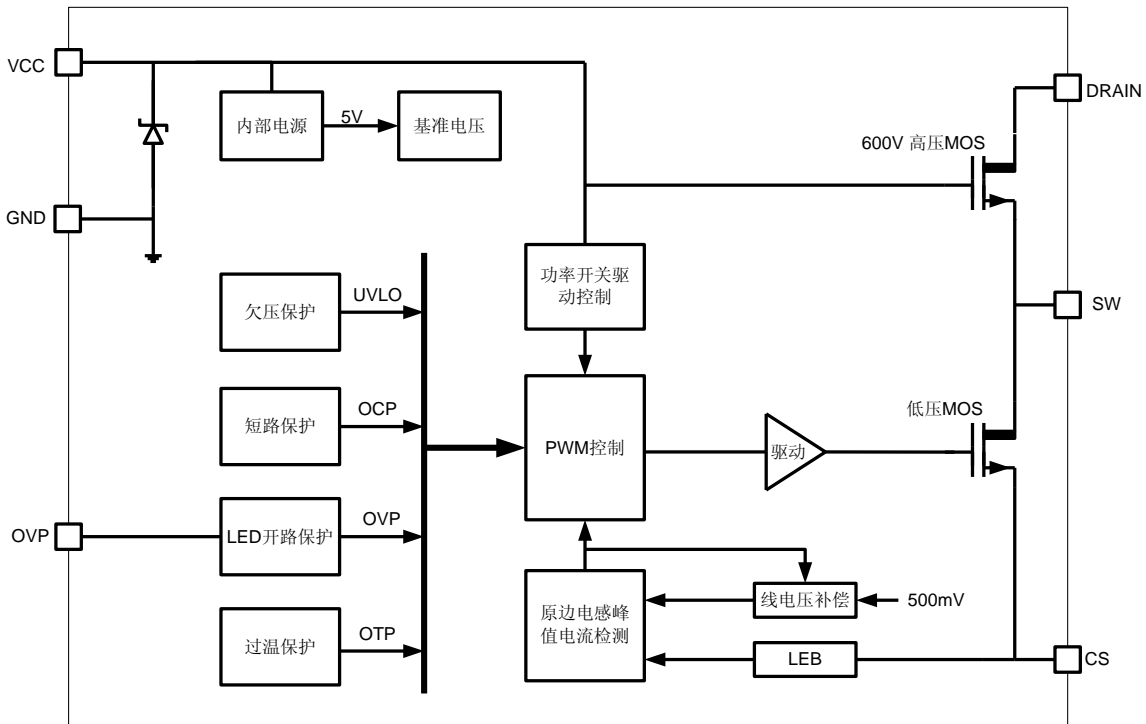 VCC
DRAIN
内部电源
5V
基准电压
600V 高压MOS
GND
功率开关驱
动控制
欠压保护
UVLO
SW
短路保护
OCP
PWM控制
驱动
低压MOS
OVP
LED开路保护
OVP
原边电感峰
值电流检测
线电压补偿
500mV
过温保护
OTP
LEB
CS